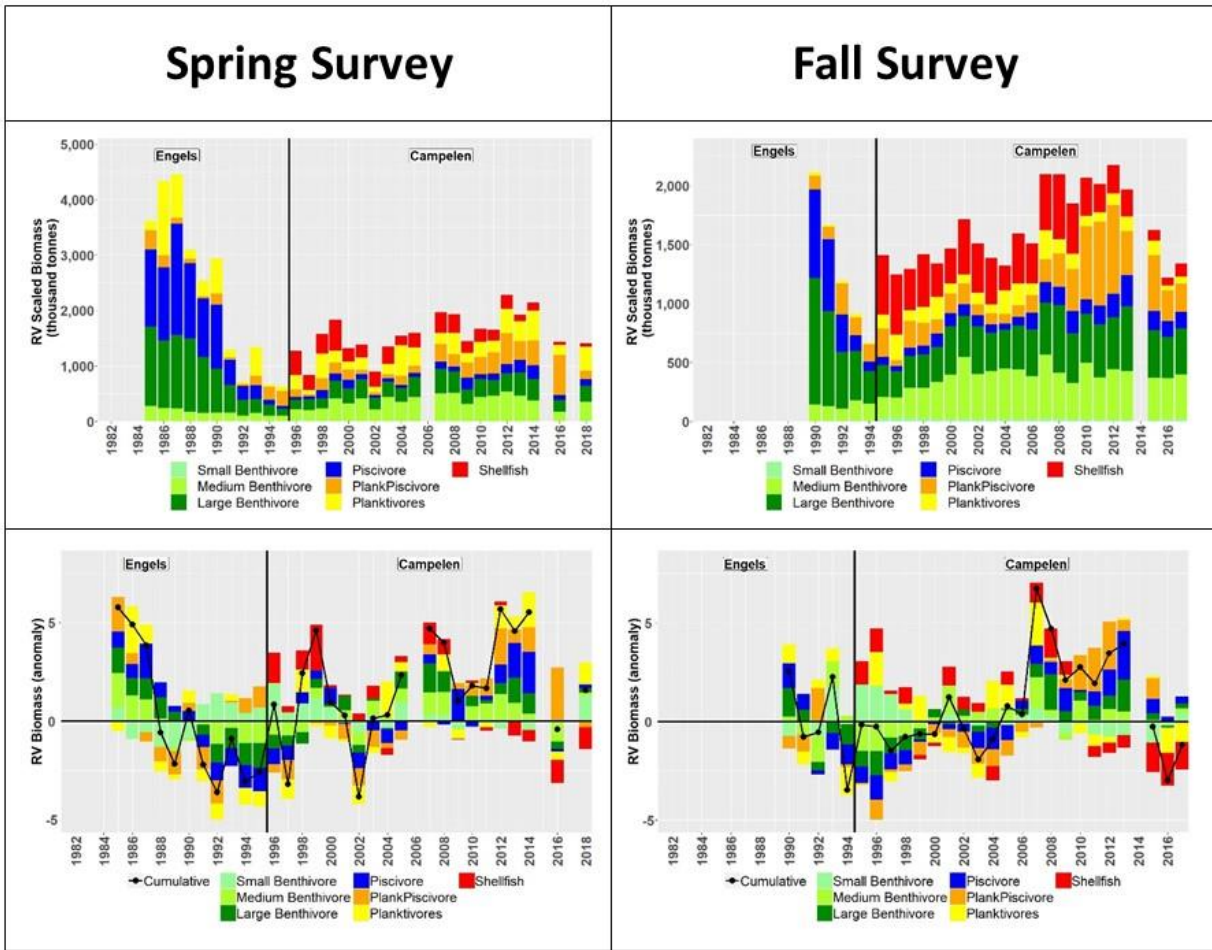 Spring Survey
Fall Survey
Engels
Campelen
RV Scaled Biomass
(thousand tonnes)
5,000
4,000
3,000
2,000
1,000
0
1982
1984
1986
1988
1990
1992
1994
1996
1998
2000
2002
2004
2006
2008
2010
2012
2014
2016
2018
Small Benthivore
Piscivore
Shellfish
Medium Benthivore
PlankPiscivore
Large Benthivore
Planktivores
Engels
Campelen
RV Scaled Biomass
(thousand tonnes)
2,000
1,500
1,000
500
0
1982
1984
1986
1988
1990
1992
1994
1996
1998
2000
2002
2004
2006
2008
2010
2012
2014
2016
Small Benthivore
Piscivore
Shellfish
Medium Benthivore
PlankPiscivore
Large Benthivore
Planktivores
Engels
Campelen
RV Biomass (anomaly)
5
0
-5
1982
1984
1986
1988
1990
1992
1994
1996
1998
2000
2002
2004
2006
2008
2010
2012
2014
2016
2018
Cumulative
Small Benthivore
Piscivore
Shellfish
Medium Benthivore
PlankPiscivore
Large Benthivore
Planktivores
Engels
Campelen
RV Biomass (anomaly)
5
0
-5
1982
1984
1986
1988
1990
1992
1994
1996
1998
2000
2002
2004
2006
2008
2010
2012
2014
2016
Cumulative
Small Benthivore
Piscivore
Shellfish
Medium Benthivore
PlankPiscivore
Large Benthivore
Planktivores